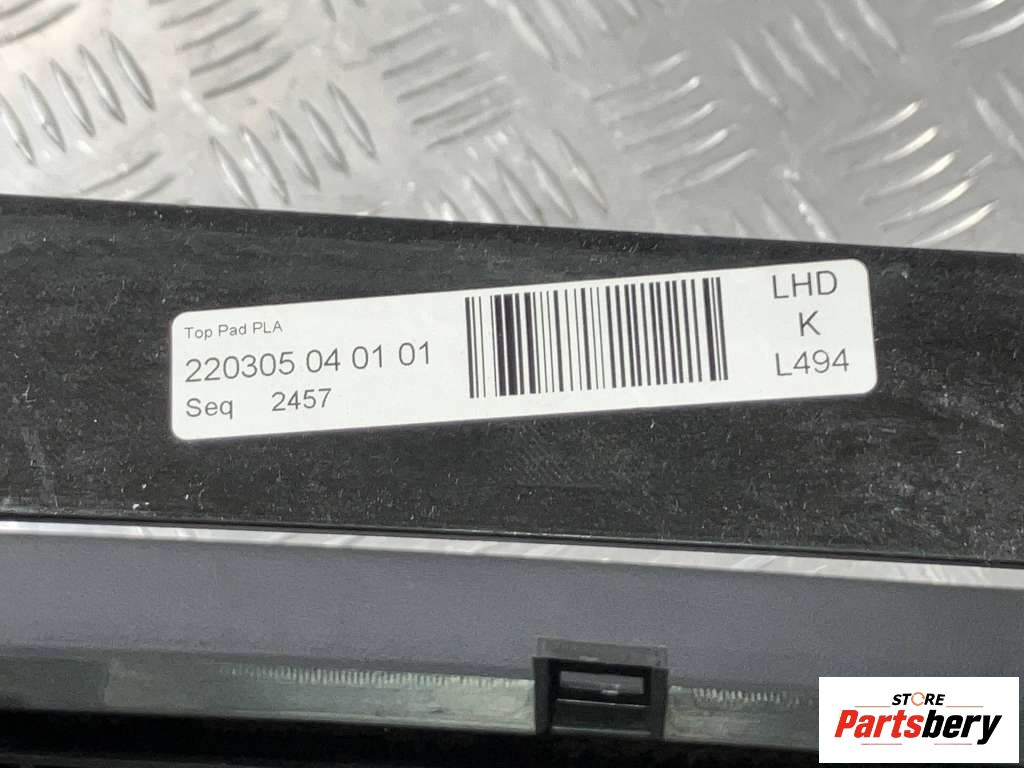 Top Pad PLA
220305 04 01 01
Seq 2457
LHD
K
L494
STORE
Partsbery